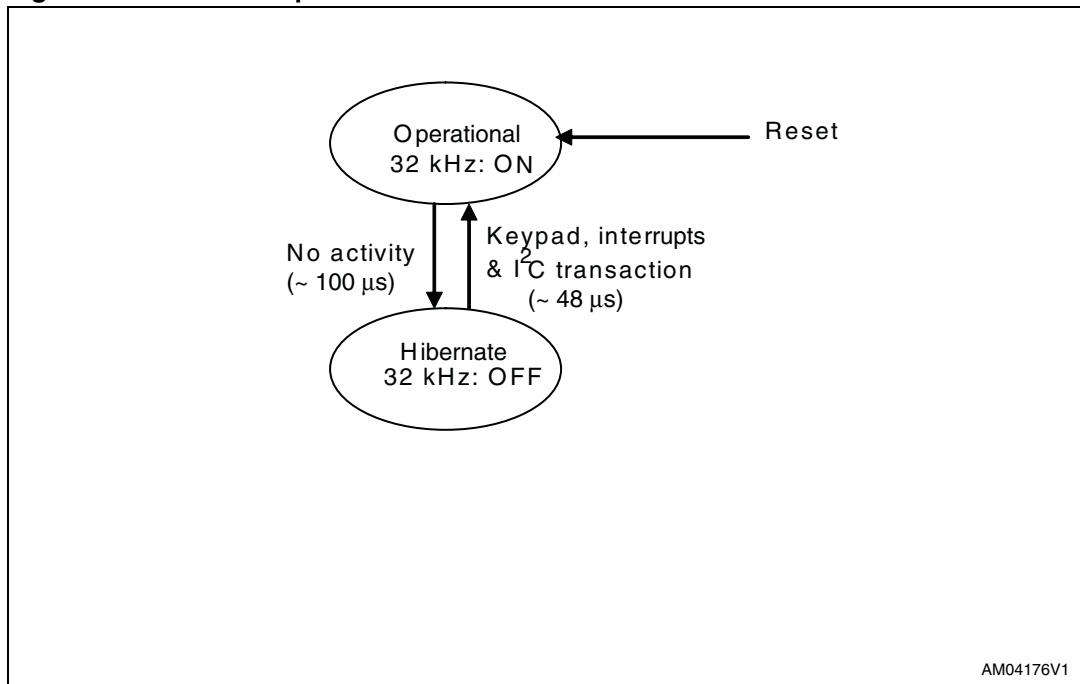 Operational
32 kHz: ON
Reset
No activity
(~ 100 μs)
Keypad, interrupts
& I²C transaction
(~ 48 μs)
Hibernate
32 kHz: OFF
AM04176V1